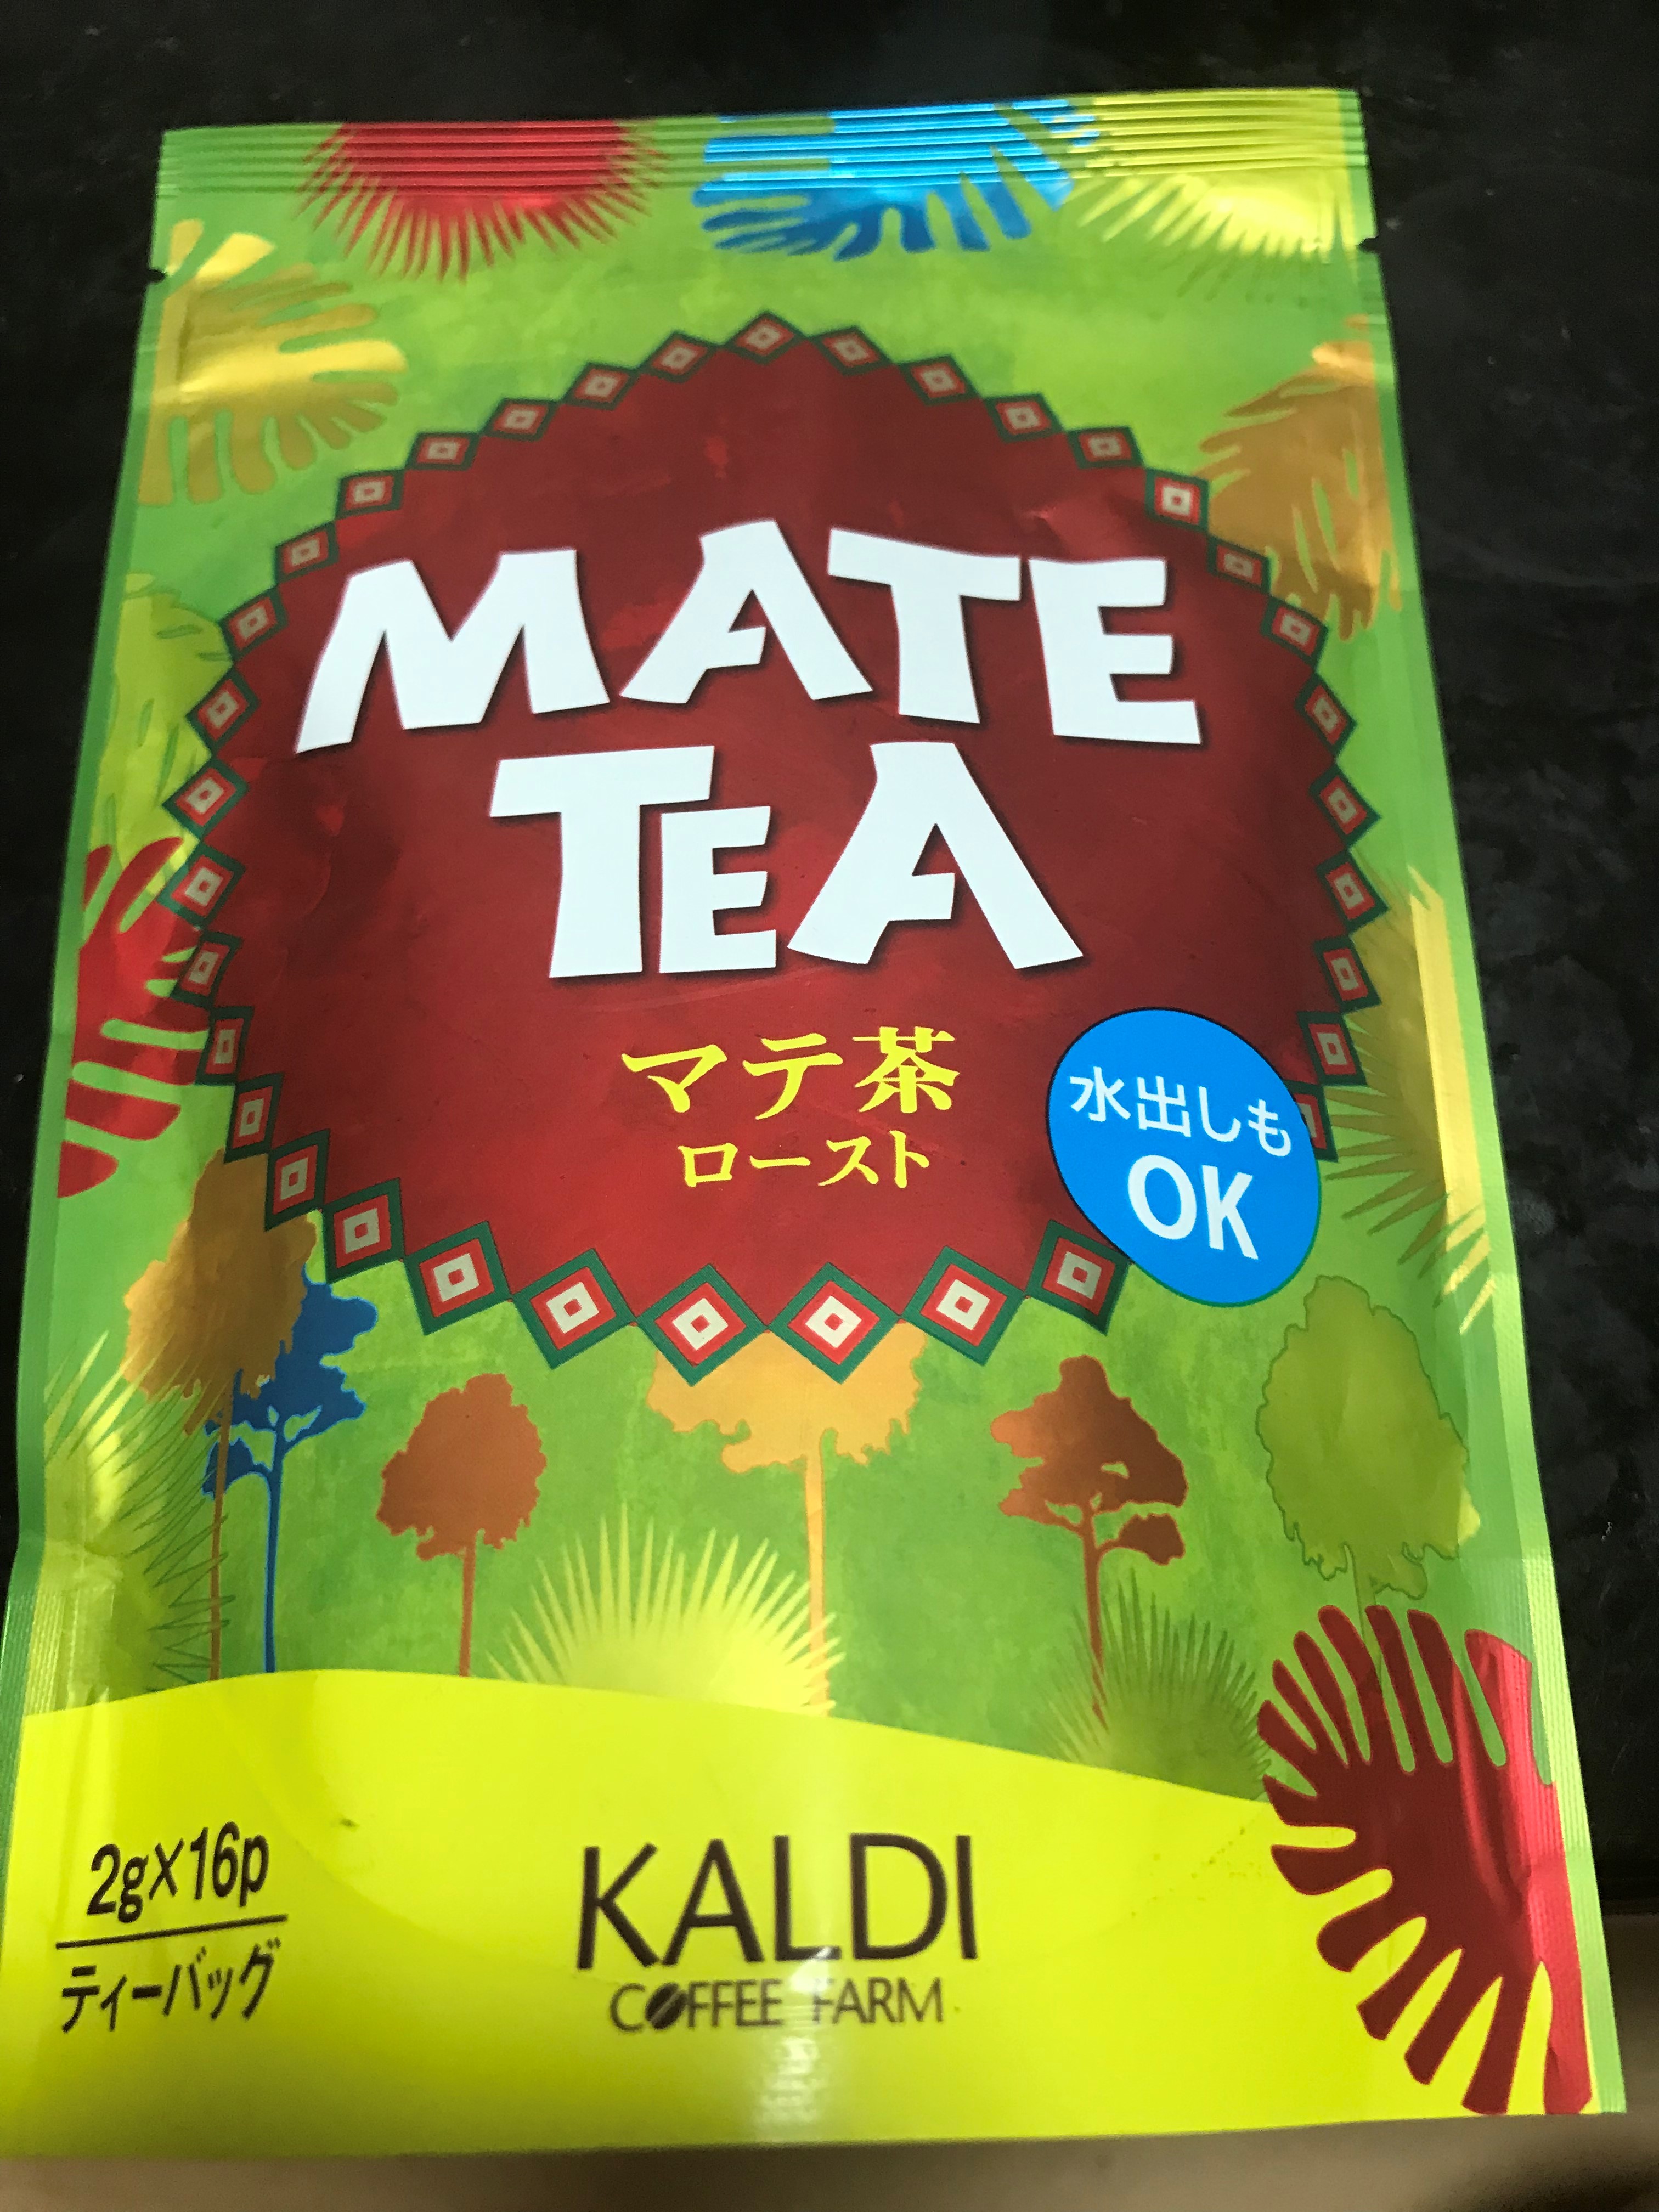 MATE
TEA
マテ茶
ロースト
水出しも
OK
2g×16p
ティーバッグ
KALDI
COFFEE FARM